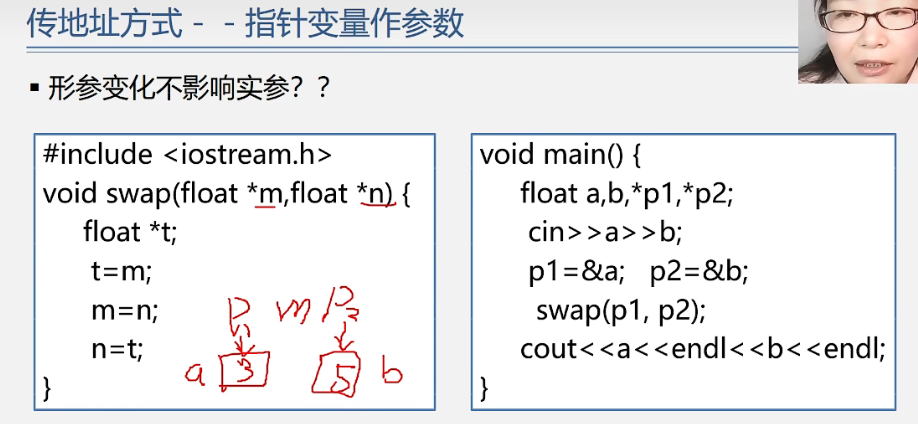 传地址方式－－指针变量作参数
▪ 形参变化不影响实参？？
#include <iostream.h>
void swap(float *m,float *n) {
float *t;
t=m;
m=n;
n=t;
}
p m P2
n
a 3 5 b
void main() {
float a,b,*p1,*p2;
cin>>a>>b;
p1=&a; p2=&b;
swap(p1, p2);
cout<<a<<endl<<b<<endl;
}